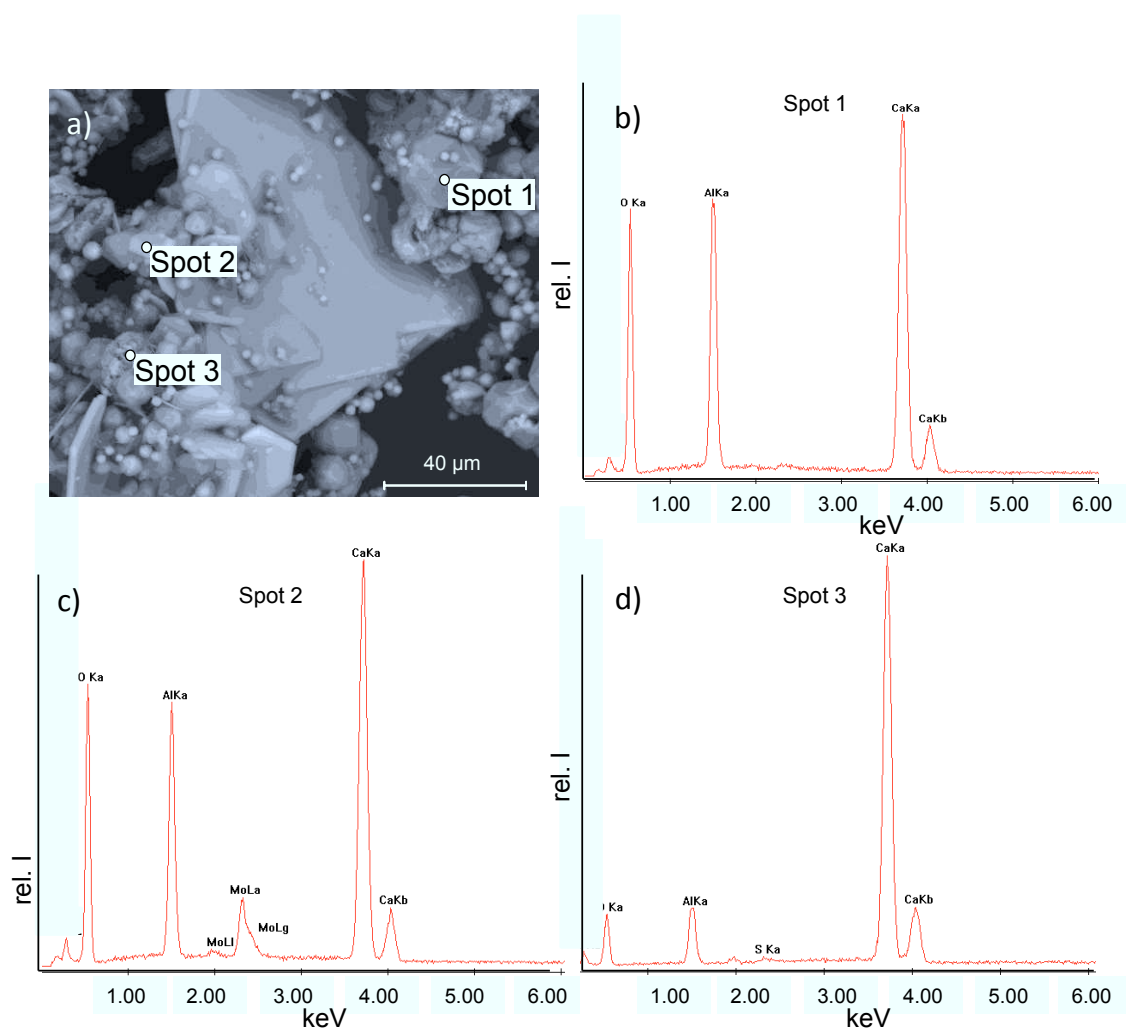 a)
Spot 1
Spot 2
Spot 3
40 µm
b)
Spot 1
CaKa
O Ka
AlKa
CaKb
rel. I
1.00 2.00 3.00 4.00 5.00 6.00
keV
c)
Spot 2
CaKa
O Ka
AlKa
MoLa
MoLg
MoLl
CaKb
rel. I
1.00 2.00 3.00 4.00 5.00 6.00
keV
d)
Spot 3
CaKa
Ka
AlKa
S Ka
CaKb
rel. I
1.00 2.00 3.00 4.00 5.00 6.00
keV